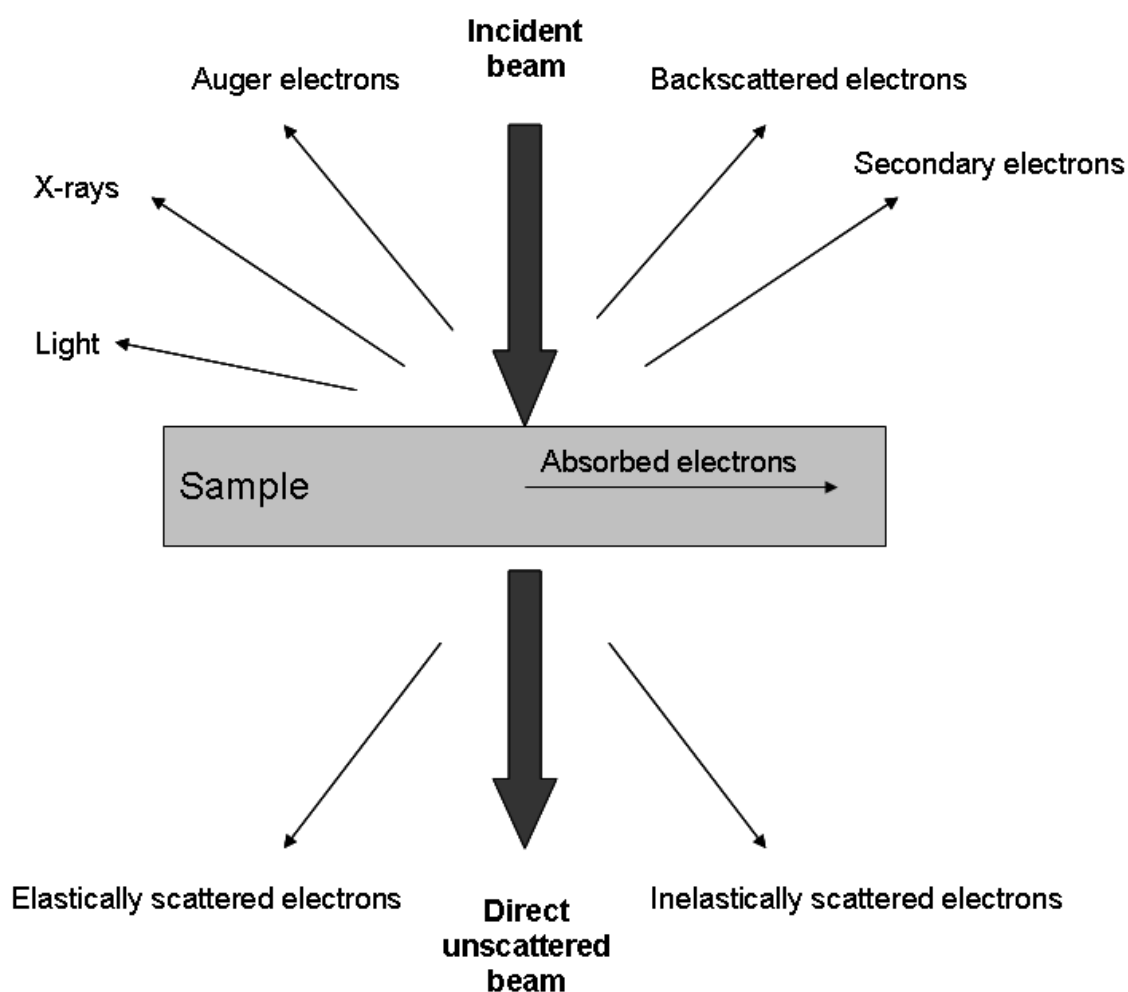 Incident
beam
Auger electrons
Backscattered electrons
Secondary electrons
X-rays
Light
Absorbed electrons
Sample
Elastically scattered electrons
Direct
unscattered
beam
Inelastically scattered electrons